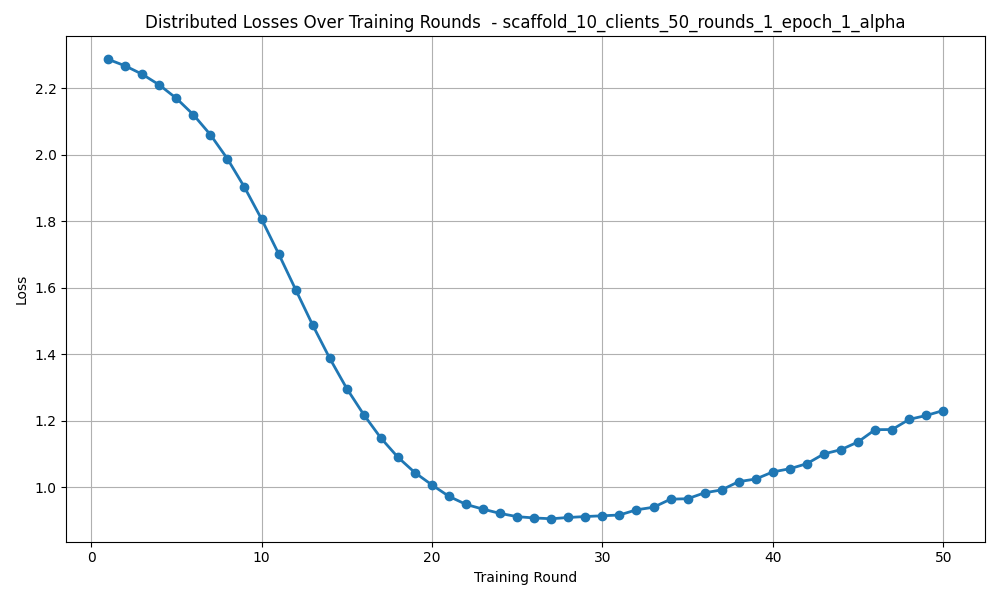 Distributed Losses Over Training Rounds  - scaffold_10_clients_50_rounds_1_epoch_1_alpha
2.2
2.0
1.8
1.6
1.4
1.2
1.0
Loss
0 10 20 30 40 50
Training Round